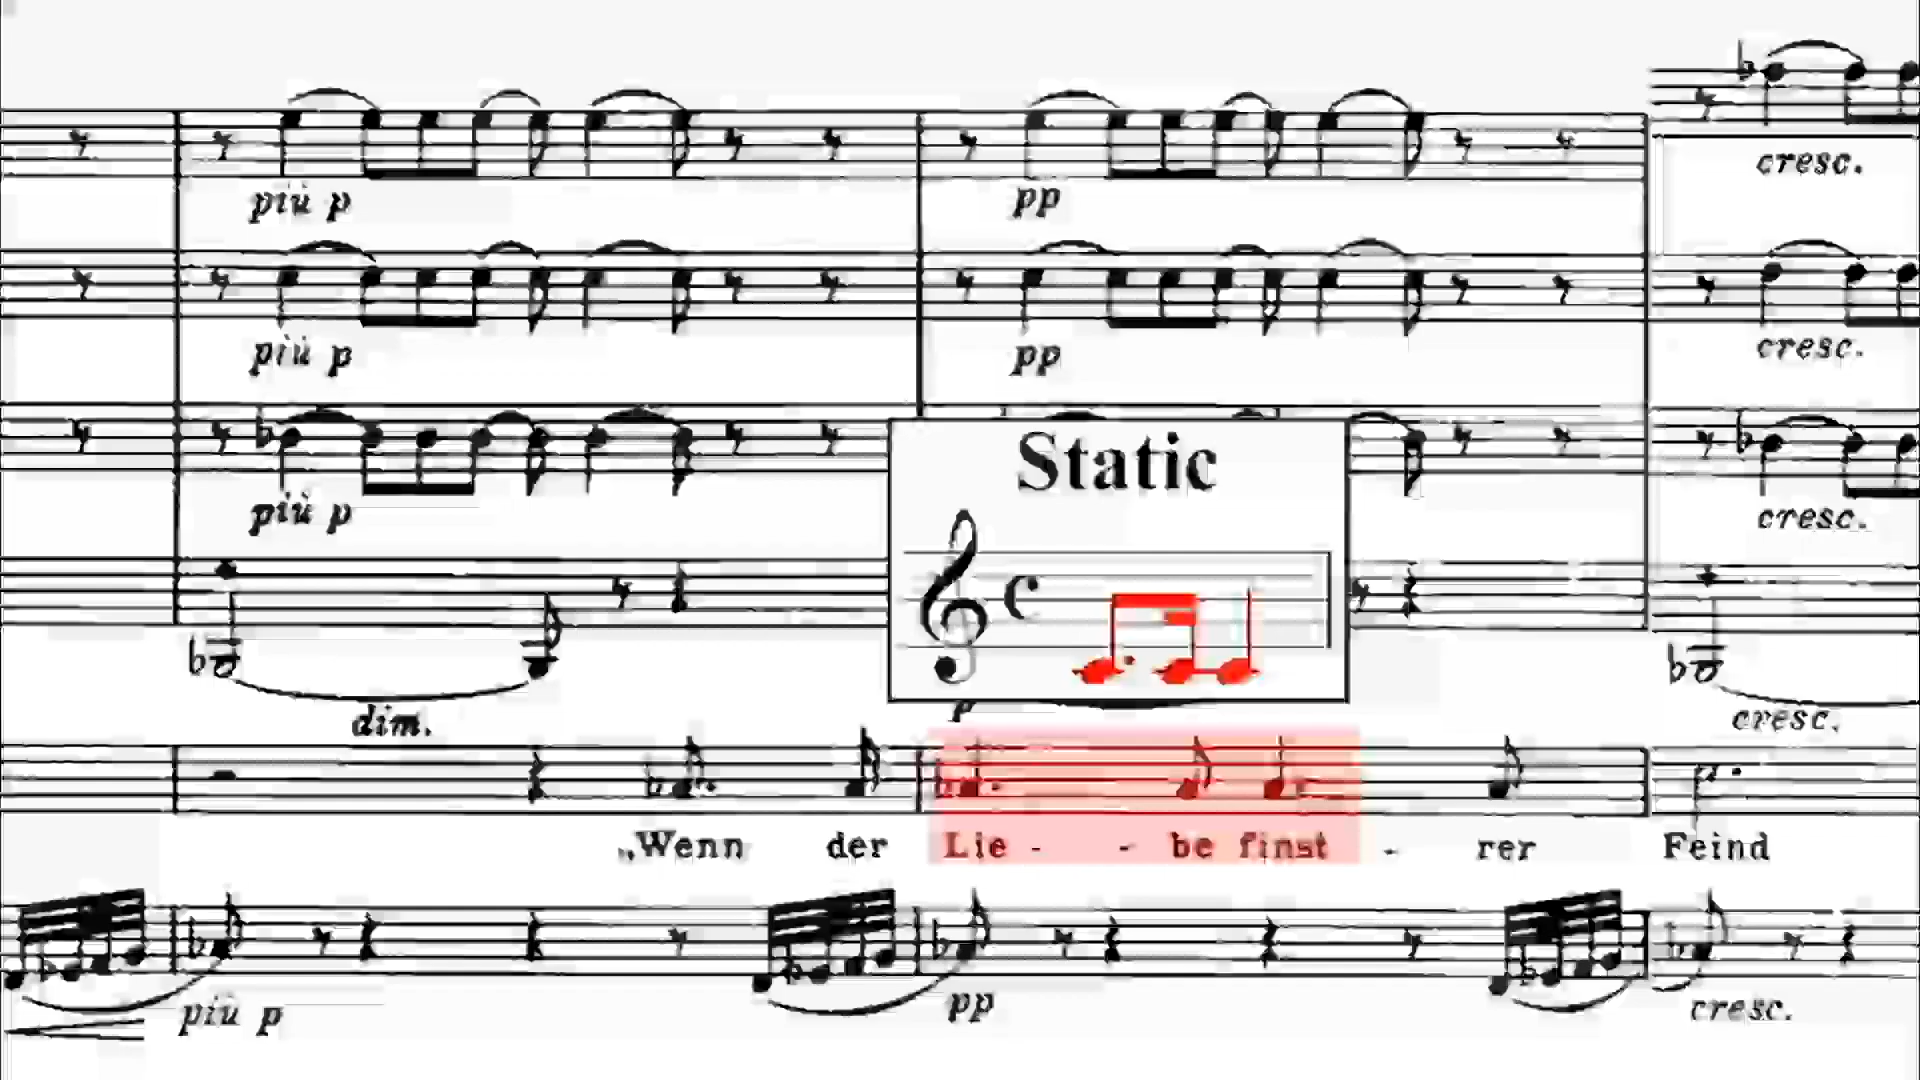 cresc.
più p pp
cresc.
più p pp
Static
più p cresc.
dim. p cresc.
„Wenn der Lie - - be finst - rer Feind
più p pp cresc.